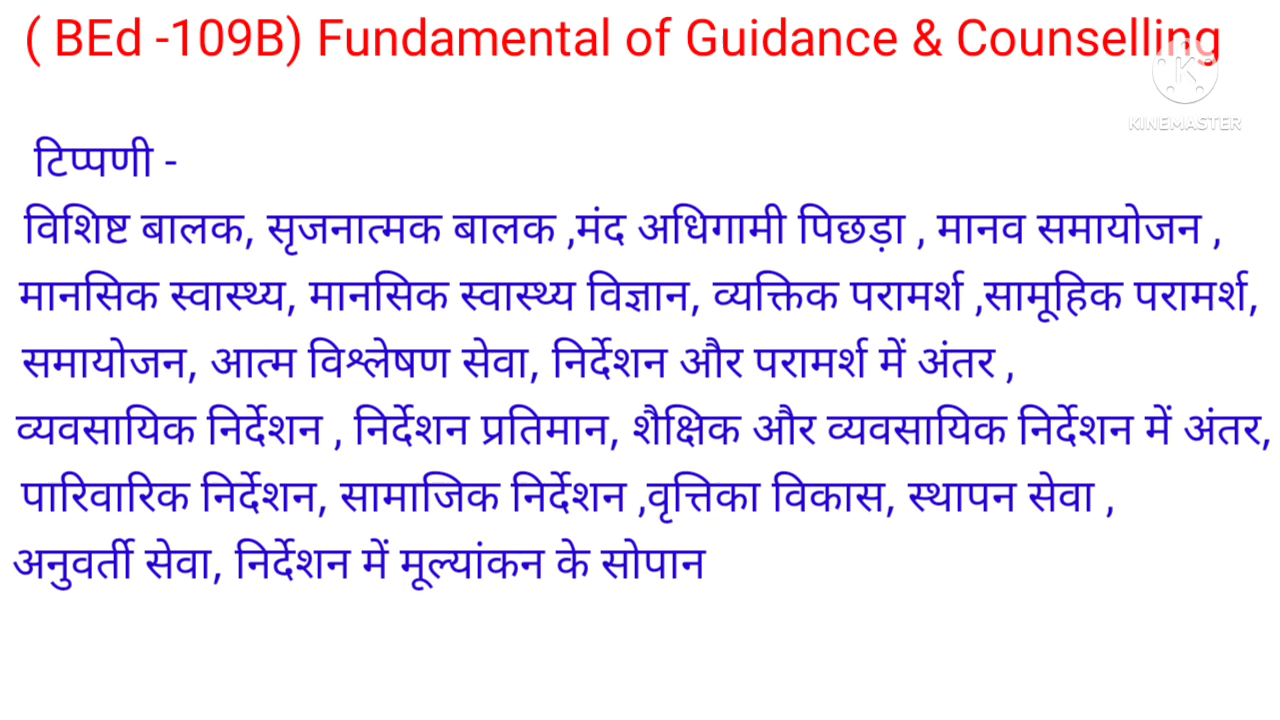 ( BEd -109B) Fundamental of Guidance & Counselling
KINEMASTER
टिप्पणी -
विशिष्ट बालक, सृजनात्मक बालक ,मंद अधिगामी पिछड़ा , मानव समायोजन ,
मानसिक स्वास्थ्य, मानसिक स्वास्थ्य विज्ञान, व्यक्तिक परामर्श ,सामूहिक परामर्श,
समायोजन, आत्म विश्लेषण सेवा, निर्देशन और परामर्श में अंतर ,
व्यवसायिक निर्देशन , निर्देशन प्रतिमान, शैक्षिक और व्यवसायिक निर्देशन में अंतर,
पारिवारिक निर्देशन, सामाजिक निर्देशन ,वृत्तिका विकास, स्थापन सेवा ,
अनुवर्ती सेवा, निर्देशन में मूल्यांकन के सोपान